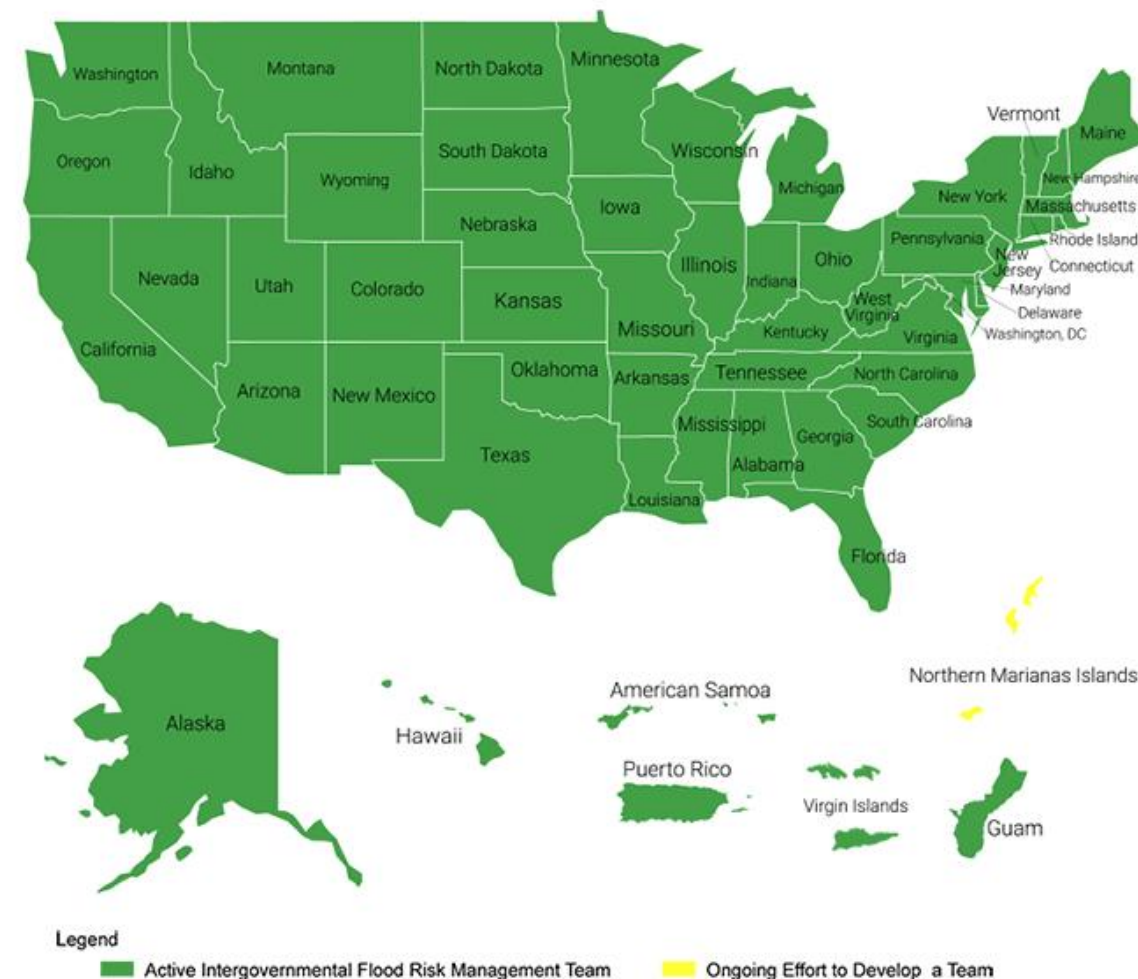 Washington
Montana
North Dakota
Minnesota
Vermont
Maine
Oregon
Idaho
Wyoming
South Dakota
Wisconsin
Michigan
New York
New Hampshire
Massachusetts
Rhode Island
Connecticut
Nevada
Utah
Colorado
Nebraska
Iowa
Kansas
Illinois
Indiana
Ohio
Pennsylvania
New
Jersey
Maryland
Delaware
Washington, DC
West
Virginia
Virginia
Kentucky
Missouri
California
Arizona
New Mexico
Oklahoma
Arkansas
Tennessee
North Carolina
South Carolina
Mississippi
Alabama
Georgia
Texas
Louisiana
Florida
Alaska
Hawaii
American Samoa
Northern Marianas Islands
Puerto Rico
Virgin Islands
Guam
Legend
Active Intergovernmental Flood Risk Management Team
Ongoing Effort to Develop a Team